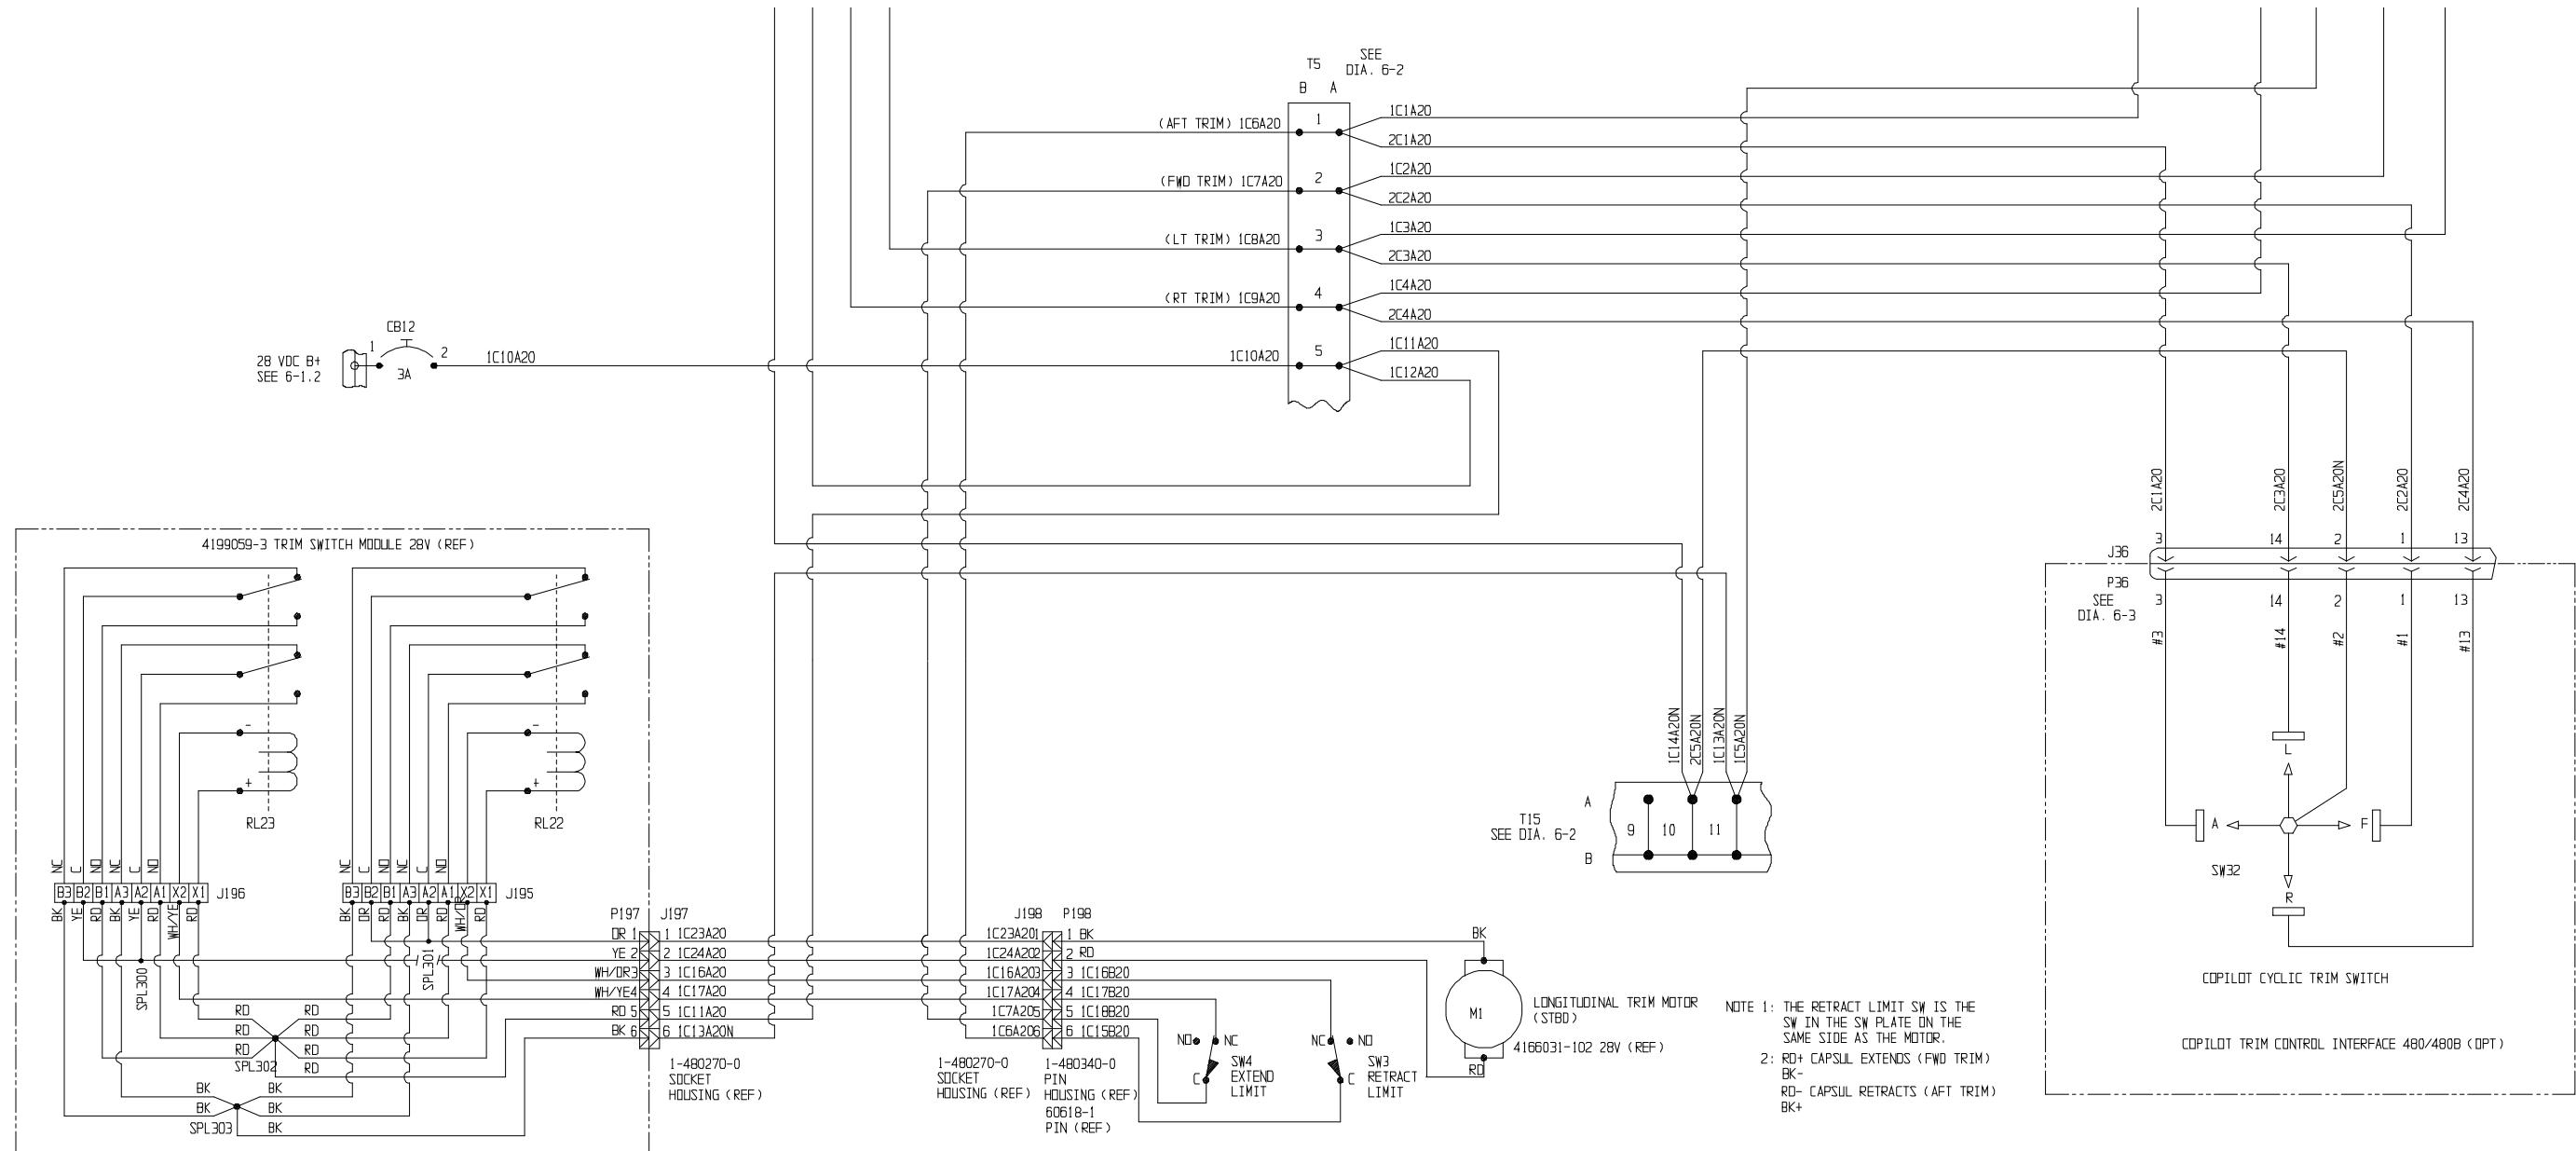 SEE
DIA. 6-2
T5
B A
1
(AFT TRIM) 1C6A20
1C1A20
2C1A20
2
(FWD TRIM) 1C7A20
1C2A20
2C2A20
3
(LT TRIM) 1C8A20
1C3A20
2C3A20
4
(RT TRIM) 1C9A20
1C4A20
2C4A20
5
1C10A20
1C11A20
1C12A20
CB12
28 VDC B+
SEE 6-1.2
1
2
3A
1C10A20
4199059-3 TRIM SWITCH MODULE 28V (REF)
-
+
RL23
-
+
RL22
NC C NO NC C NO
B3 B2 B1 A3 A2 A1 X2 X1
J196
BK YE RD BK YE RD WH/YE RD
NC C NO NC C NO
B3 B2 B1 A3 A2 A1 X2 X1
J195
BK OR RD BK OR RD WH/OR RD
SPL300
SPL301
RD RD
RD RD
RD RD
SPL302
RD
BK BK
BK BK
SPL303
BK
P197 J197
OR 1 1 1C23A20
YE 2 2 1C24A20
WH/OR3 3 1C16A20
WH/YE4 4 1C17A20
RD 5 5 1C11A20
BK 6 6 1C13A20N
1-480270-0
SOCKET
HOUSING (REF)
J198 P198
1C23A201 1 BK
1C24A202 2 RD
1C16A203 3 1C16B20
1C17A204 4 1C17B20
1C7A205 5 1C18B20
1C6A206 6 1C15B20
1-480270-0
SOCKET
HOUSING (REF)
1-480340-0
PIN
HOUSING (REF)
60618-1
PIN (REF)
NO
NC
C
SW4
EXTEND
LIMIT
NC
NO
C
SW3
RETRACT
LIMIT
BK
M1
RD
LONGITUDINAL TRIM MOTOR
(STBD)
4166031-102 28V (REF)
1C14A20N
2C5A20N
1C13A20N
1C5A20N
T15
SEE DIA. 6-2
A
B
9 10 11
NOTE 1: THE RETRACT LIMIT SW IS THE
SW IN THE SW PLATE ON THE
SAME SIDE AS THE MOTOR.
2: RD+ CAPSUL EXTENDS (FWD TRIM)
BK-
RD- CAPSUL RETRACTS (AFT TRIM)
BK+
2C1A20
2C3A20
2C5A20N
2C2A20
2C4A20
J36
3 14 2 1 13
P36
SEE
DIA. 6-3
3 14 2 1 13
#3 #14 #2 #1 #13
L
A
F
R
SW32
COPILOT CYCLIC TRIM SWITCH
COPILOT TRIM CONTROL INTERFACE 480/480B (OPT)